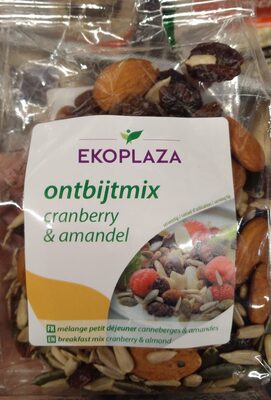 EKOPLAZA
ontbijtmix
cranberry
& amandel
FR mélange petit déjeuner canneberges & amandes
EN breakfast mix cranberry & almond